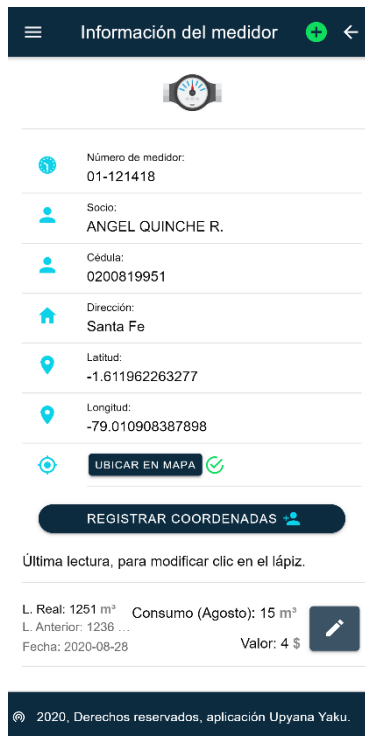 Información del medidor
Número de medidor:
01-121418
Socio:
ANGEL QUINCHE R.
Cédula:
0200819951
Dirección:
Santa Fe
Latitud:
-1.611962263277
Longitud:
-79.010908387898
UBICAR EN MAPA
REGISTRAR COORDENADAS
Última lectura, para modificar clic en el lápiz.
L. Real: 1251 m³
L. Anterior: 1236 ...
Fecha: 2020-08-28
Consumo (Agosto): 15 m³
Valor: 4 $
2020, Derechos reservados, aplicación Upyana Yaku.